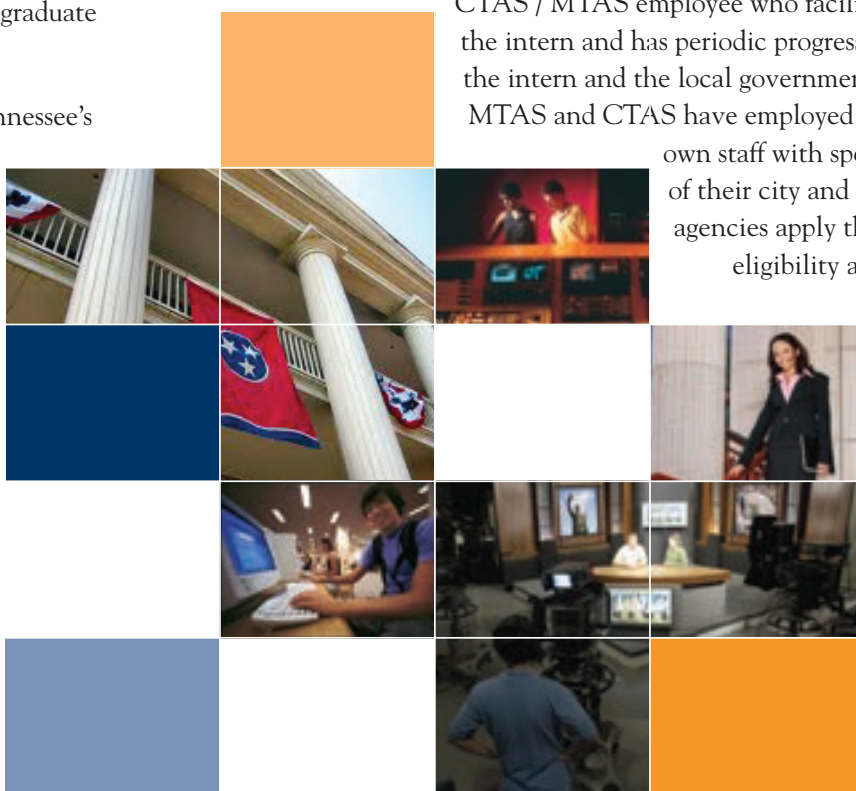 graduate
nnessee's
CTAS / MTAS employee who facili
the intern and has periodic progres
the intern and the local governmen
MTAS and CTAS have employed
own staff with spe
of their city and
agencies apply th
eligibility a